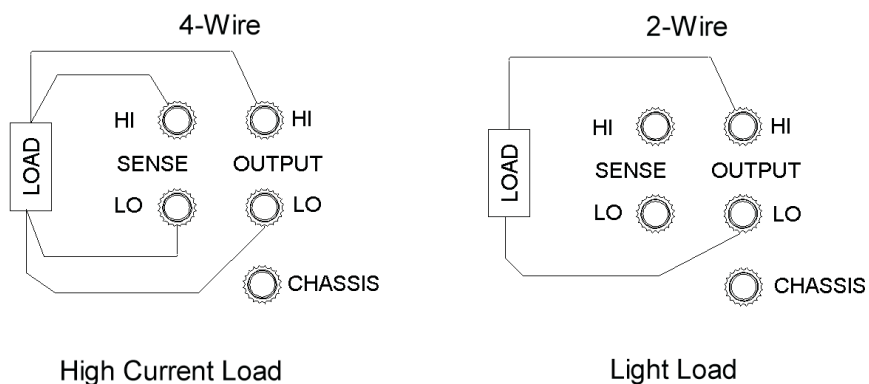 4-Wire
HI
HI
LOAD
SENSE
OUTPUT
LO
LO
CHASSIS
High Current Load
2-Wire
HI
HI
LOAD
SENSE
OUTPUT
LO
LO
CHASSIS
Light Load